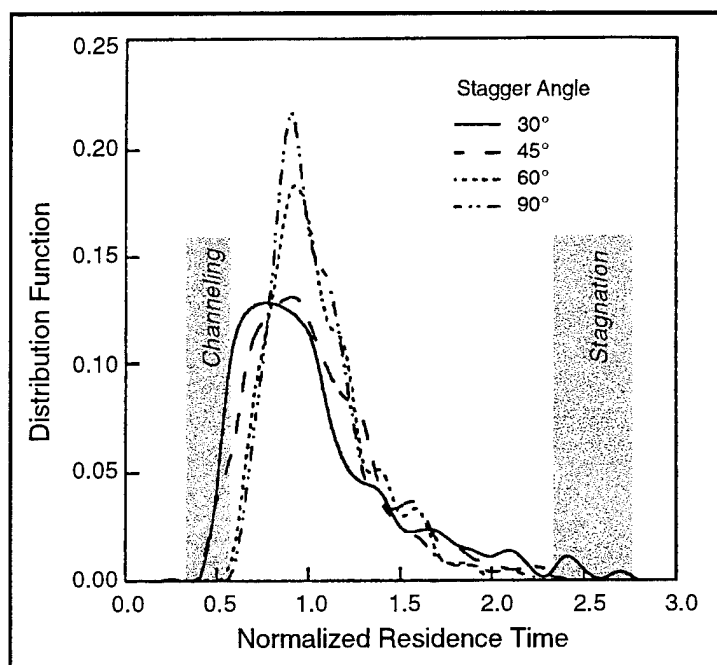 0.25
0.20
0.15
0.10
0.05
0.00
Distribution Function
Stagger Angle
30°
45°
60°
90°
Channeling
Stagnation
0.0 0.5 1.0 1.5 2.0 2.5 3.0
Normalized Residence Time